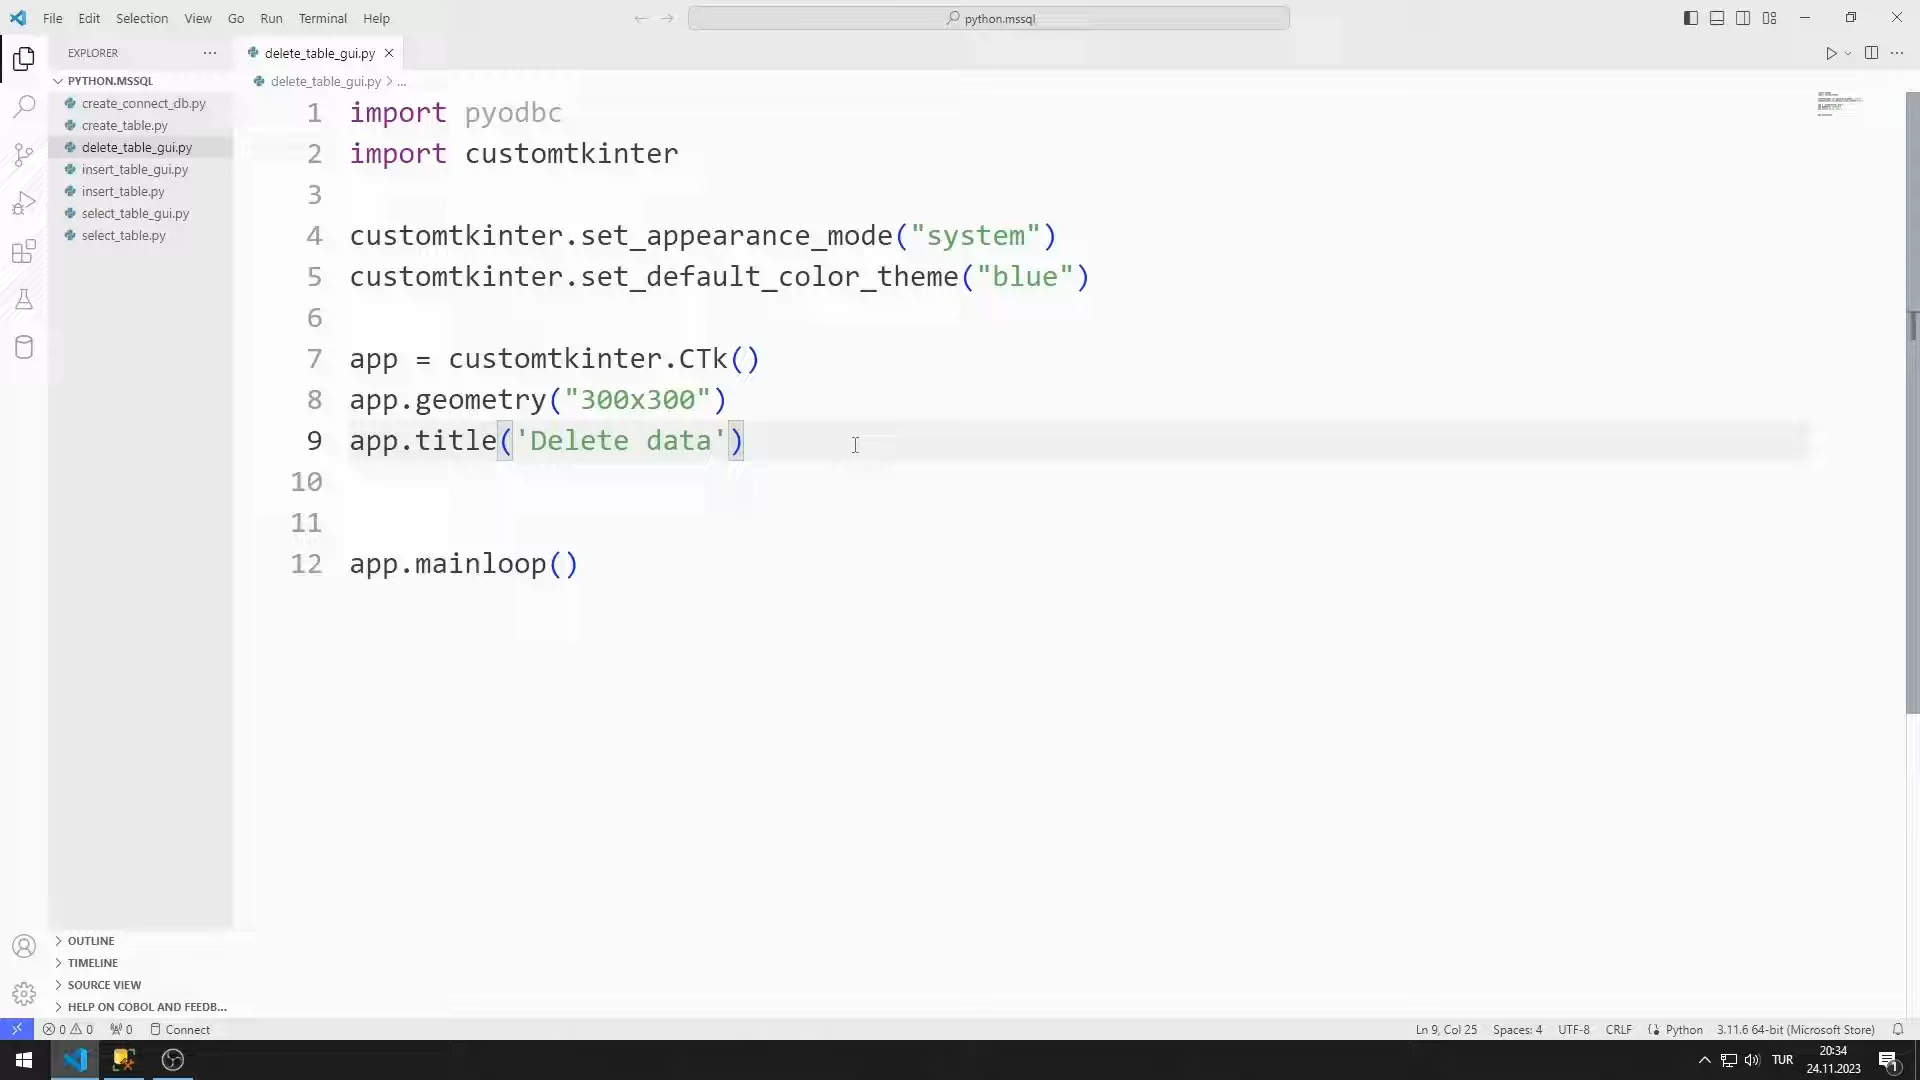 File Edit Selection View Go Run Terminal Help
python.mssql
EXPLORER
delete_table_gui.py
PYTHON.MSSQL
delete_table_gui.py > ...
create_connect_db.py
create_table.py
delete_table_gui.py
insert_table_gui.py
insert_table.py
select_table_gui.py
select_table.py
1 import pyodbc
2 import customtkinter
3
4 customtkinter.set_appearance_mode("system")
5 customtkinter.set_default_color_theme("blue")
6
7 app = customtkinter.CTk()
8 app.geometry("300x300")
9 app.title('Delete data')
10
11
12 app.mainloop()
OUTLINE
TIMELINE
SOURCE VIEW
HELP ON COBOL AND FEEDB...
0 0 0 Connect
Ln 9, Col 25 Spaces: 4 UTF-8 CRLF Python 3.11.6 64-bit (Microsoft Store)
TUR
20:34
24.11.2023
1